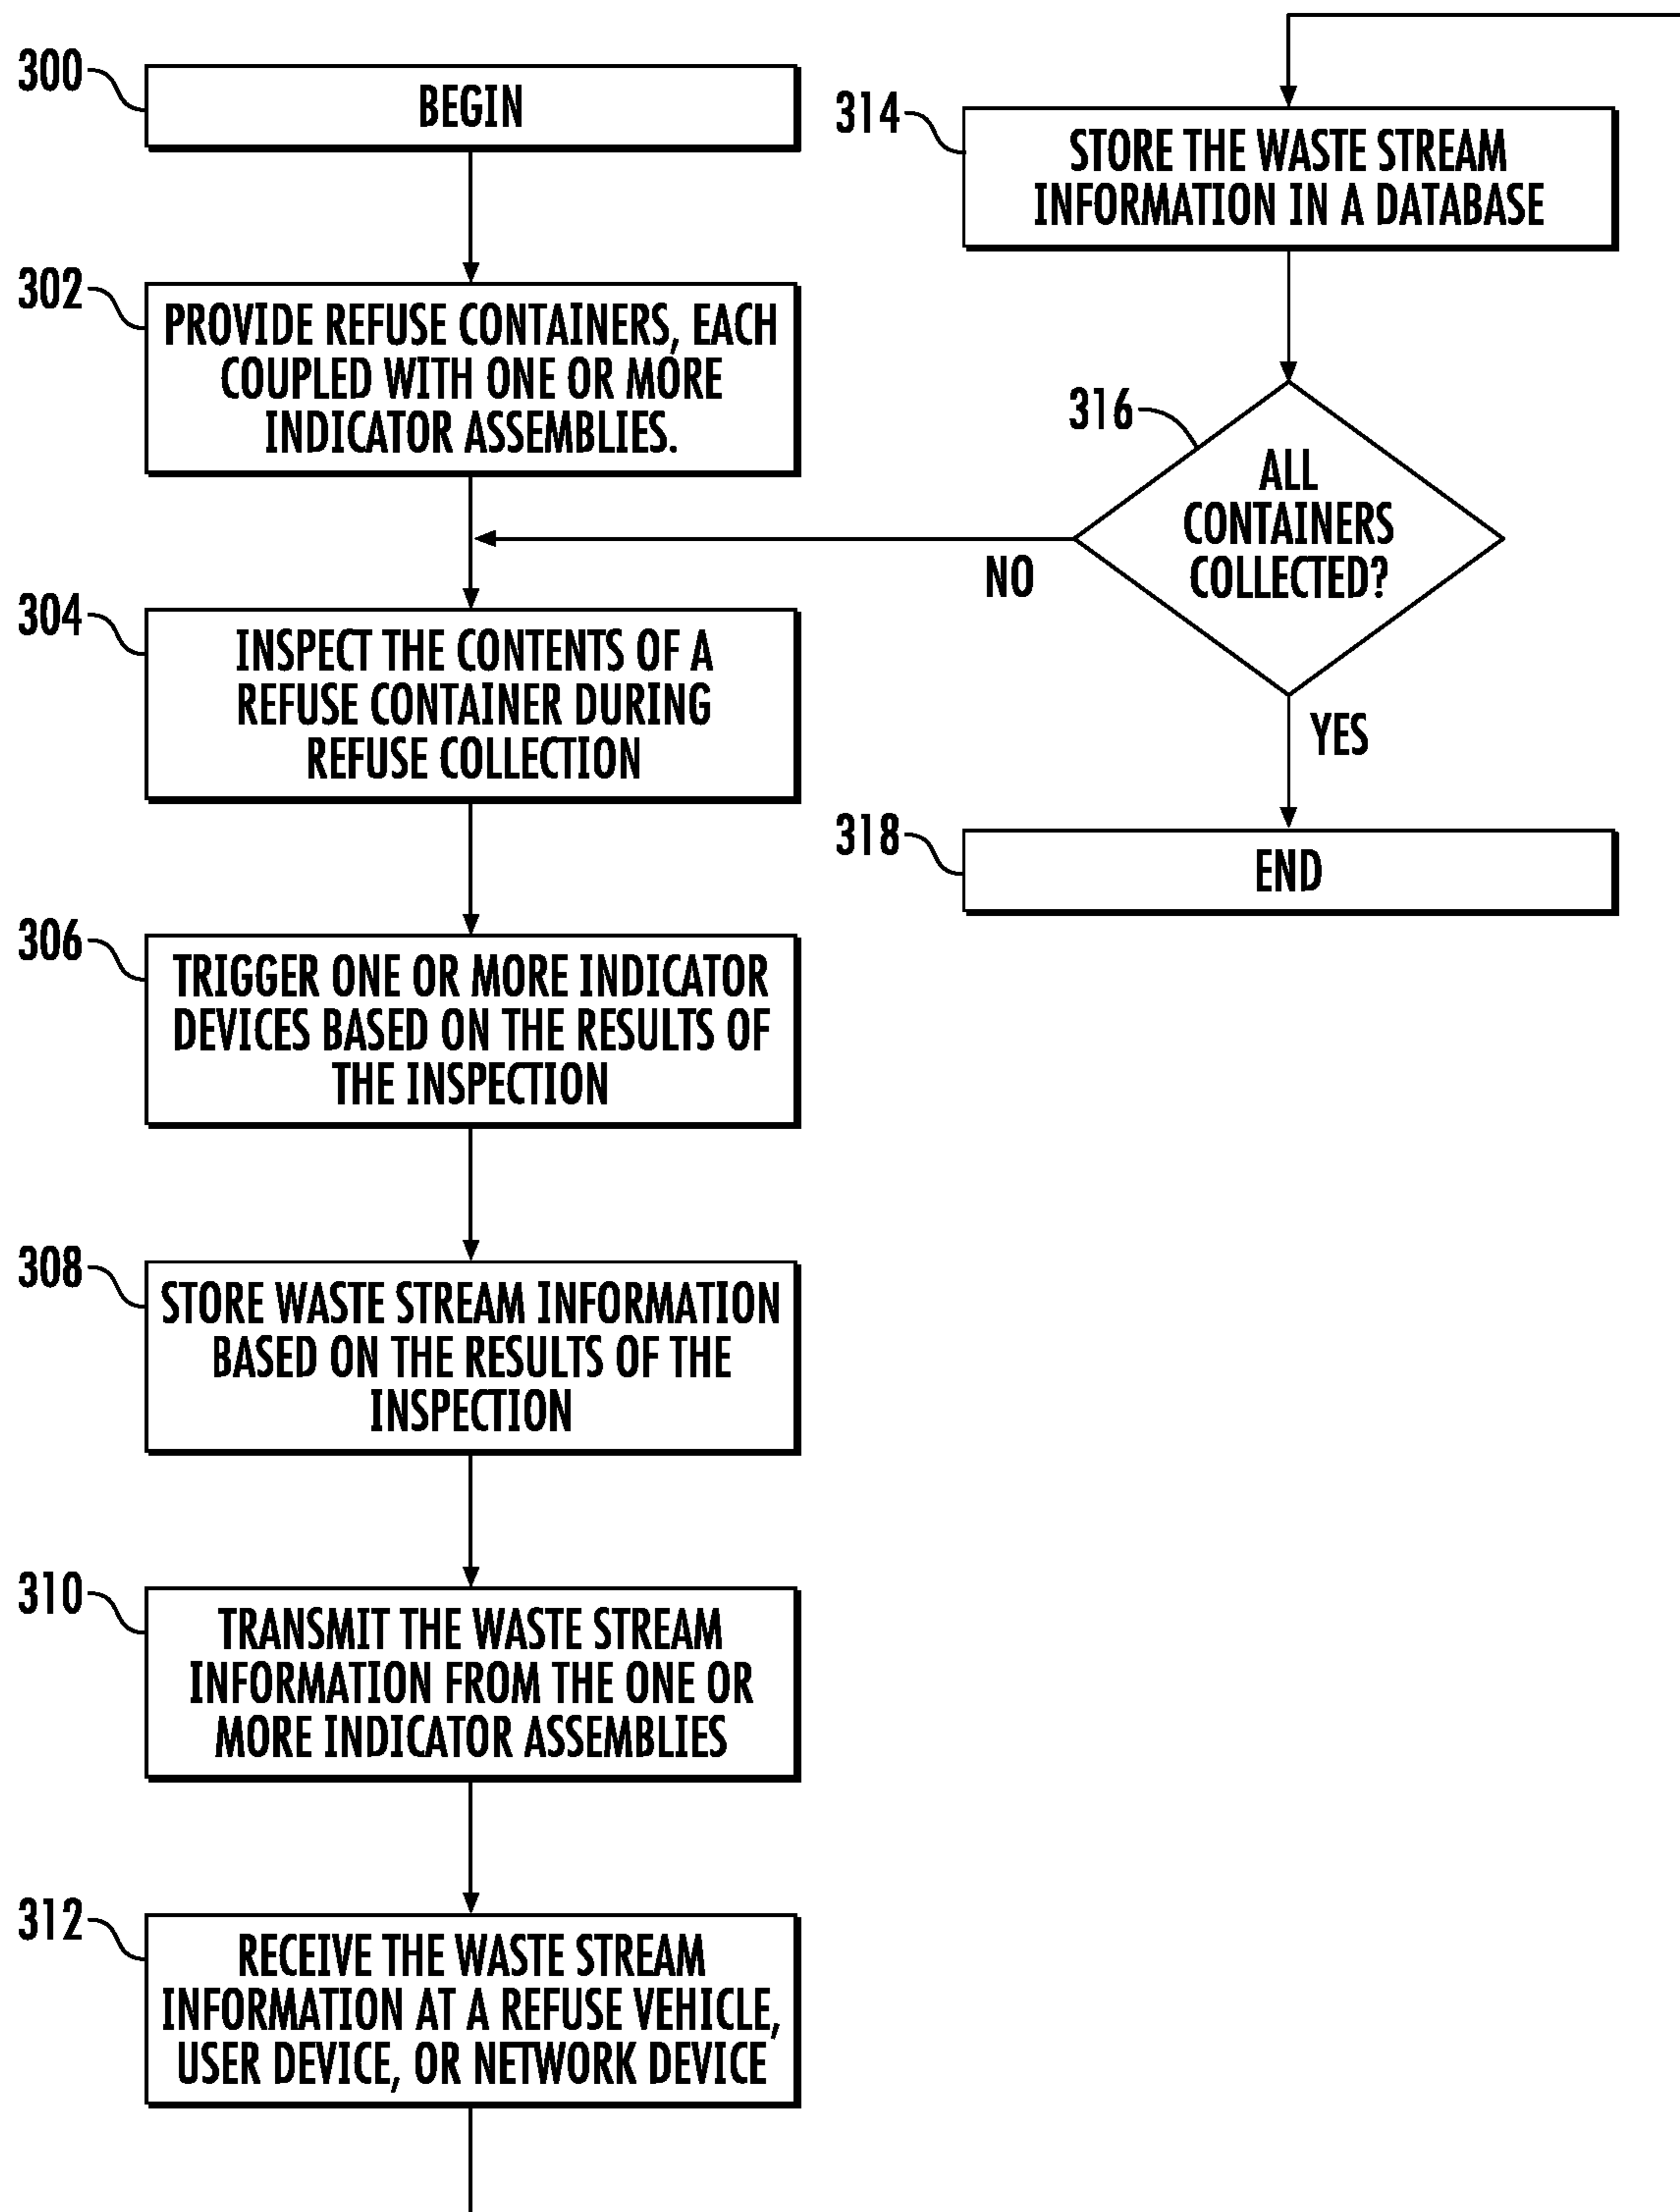 300
BEGIN
302
PROVIDE REFUSE CONTAINERS, EACH
COUPLED WITH ONE OR MORE
INDICATOR ASSEMBLIES.
304
INSPECT THE CONTENTS OF A
REFUSE CONTAINER DURING
REFUSE COLLECTION
306
TRIGGER ONE OR MORE INDICATOR
DEVICES BASED ON THE RESULTS OF
THE INSPECTION
308
STORE WASTE STREAM INFORMATION
BASED ON THE RESULTS OF THE
INSPECTION
310
TRANSMIT THE WASTE STREAM
INFORMATION FROM THE ONE OR
MORE INDICATOR ASSEMBLIES
312
RECEIVE THE WASTE STREAM
INFORMATION AT A REFUSE VEHICLE,
USER DEVICE, OR NETWORK DEVICE
314
STORE THE WASTE STREAM
INFORMATION IN A DATABASE
316
ALL
CONTAINERS
COLLECTED?
NO
YES
318
END